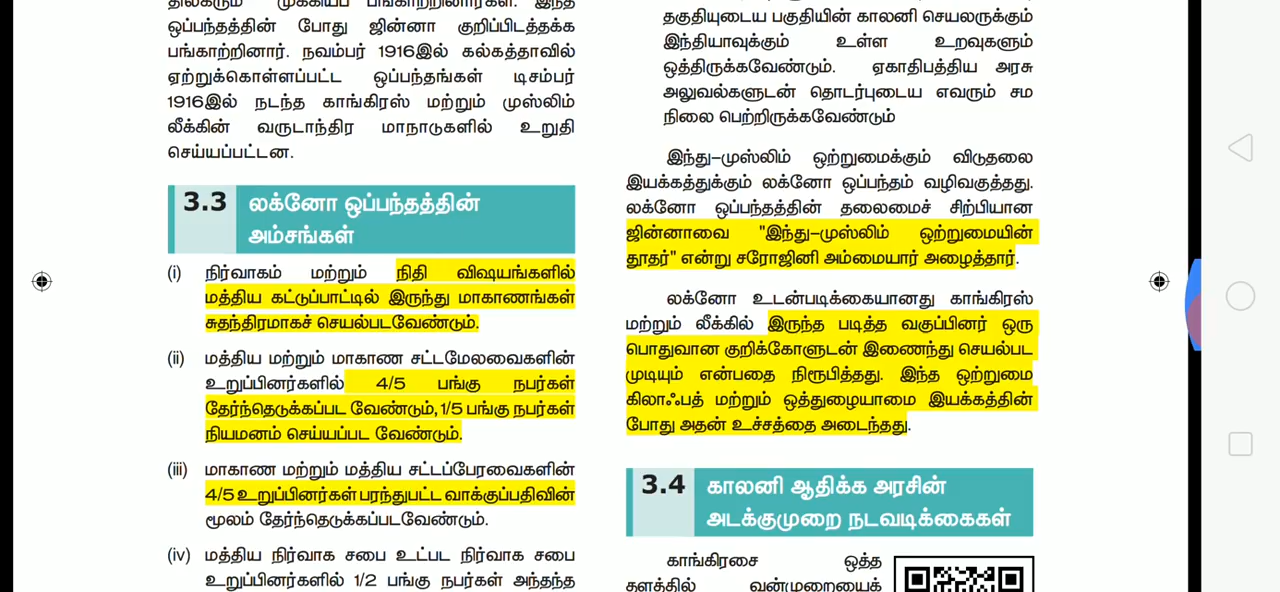 திலகரும் முக்கியப் பங்காற்றினார்கள். இந்த
ஒப்பந்தத்தின் போது ஜின்னா குறிப்பிடத்தக்க
பங்காற்றினார். நவம்பர் 1916இல் கல்கத்தாவில்
ஏற்றுக்கொள்ளப்பட்ட ஒப்பந்தங்கள் டிசம்பர்
1916இல் நடந்த காங்கிரஸ் மற்றும் முஸ்லிம்
லீக்கின் வருடாந்திர மாநாடுகளில் உறுதி
செய்யப்பட்டன.
3.3 லக்னோ ஒப்பந்தத்தின்
அம்சங்கள்
(i) நிர்வாகம் மற்றும் நிதி விஷயங்களில்
மத்திய கட்டுப்பாட்டில் இருந்து மாகாணங்கள்
சுதந்திரமாகச் செயல்படவேண்டும்.
(ii) மத்திய மற்றும் மாகாண சட்டமேலவைகளின்
உறுப்பினர்களில் 4/5 பங்கு நபர்கள்
தேர்ந்தெடுக்கப்பட வேண்டும், 1/5 பங்கு நபர்கள்
நியமனம் செய்யப்பட வேண்டும்.
(iii) மாகாண மற்றும் மத்திய சட்டப்பேரவைகளின்
4/5 உறுப்பினர்கள் பரந்துபட்ட வாக்குப்பதிவின்
மூலம் தேர்ந்தெடுக்கப்படவேண்டும்.
(iv) மத்திய நிர்வாக சபை உட்பட நிர்வாக சபை
உறுப்பினர்களில் 1/2 பங்கு நபர்கள் அந்தந்த
தகுதியுடைய பகுதியின் காலனி செயலருக்கும்
இந்தியாவுக்கும் உள்ள உறவுகளும்
ஒத்திருக்கவேண்டும். ஏகாதிபத்திய அரசு
அலுவல்களுடன் தொடர்புடைய எவரும் சம
நிலை பெற்றிருக்கவேண்டும்
இந்து–முஸ்லிம் ஒற்றுமைக்கும் விடுதலை
இயக்கத்துக்கும் லக்னோ ஒப்பந்தம் வழிவகுத்தது.
லக்னோ ஒப்பந்தத்தின் தலைமைச் சிற்பியான
ஜின்னாவை "இந்து–முஸ்லிம் ஒற்றுமையின்
தூதர்" என்று சரோஜினி அம்மையார் அழைத்தார்.
லக்னோ உடன்படிக்கையானது காங்கிரஸ்
மற்றும் லீக்கில் இருந்த படித்த வகுப்பினர் ஒரு
பொதுவான குறிக்கோளுடன் இணைந்து செயல்பட
முடியும் என்பதை நிரூபித்தது. இந்த ஒற்றுமை
கிலாஃபத் மற்றும் ஒத்துழையாமை இயக்கத்தின்
போது அதன் உச்சத்தை அடைந்தது.
3.4 காலனி ஆதிக்க அரசின்
அடக்குமுறை நடவடிக்கைகள்
காங்கிரசை ஒத்த
தளத்தில் வன்முறையைக்